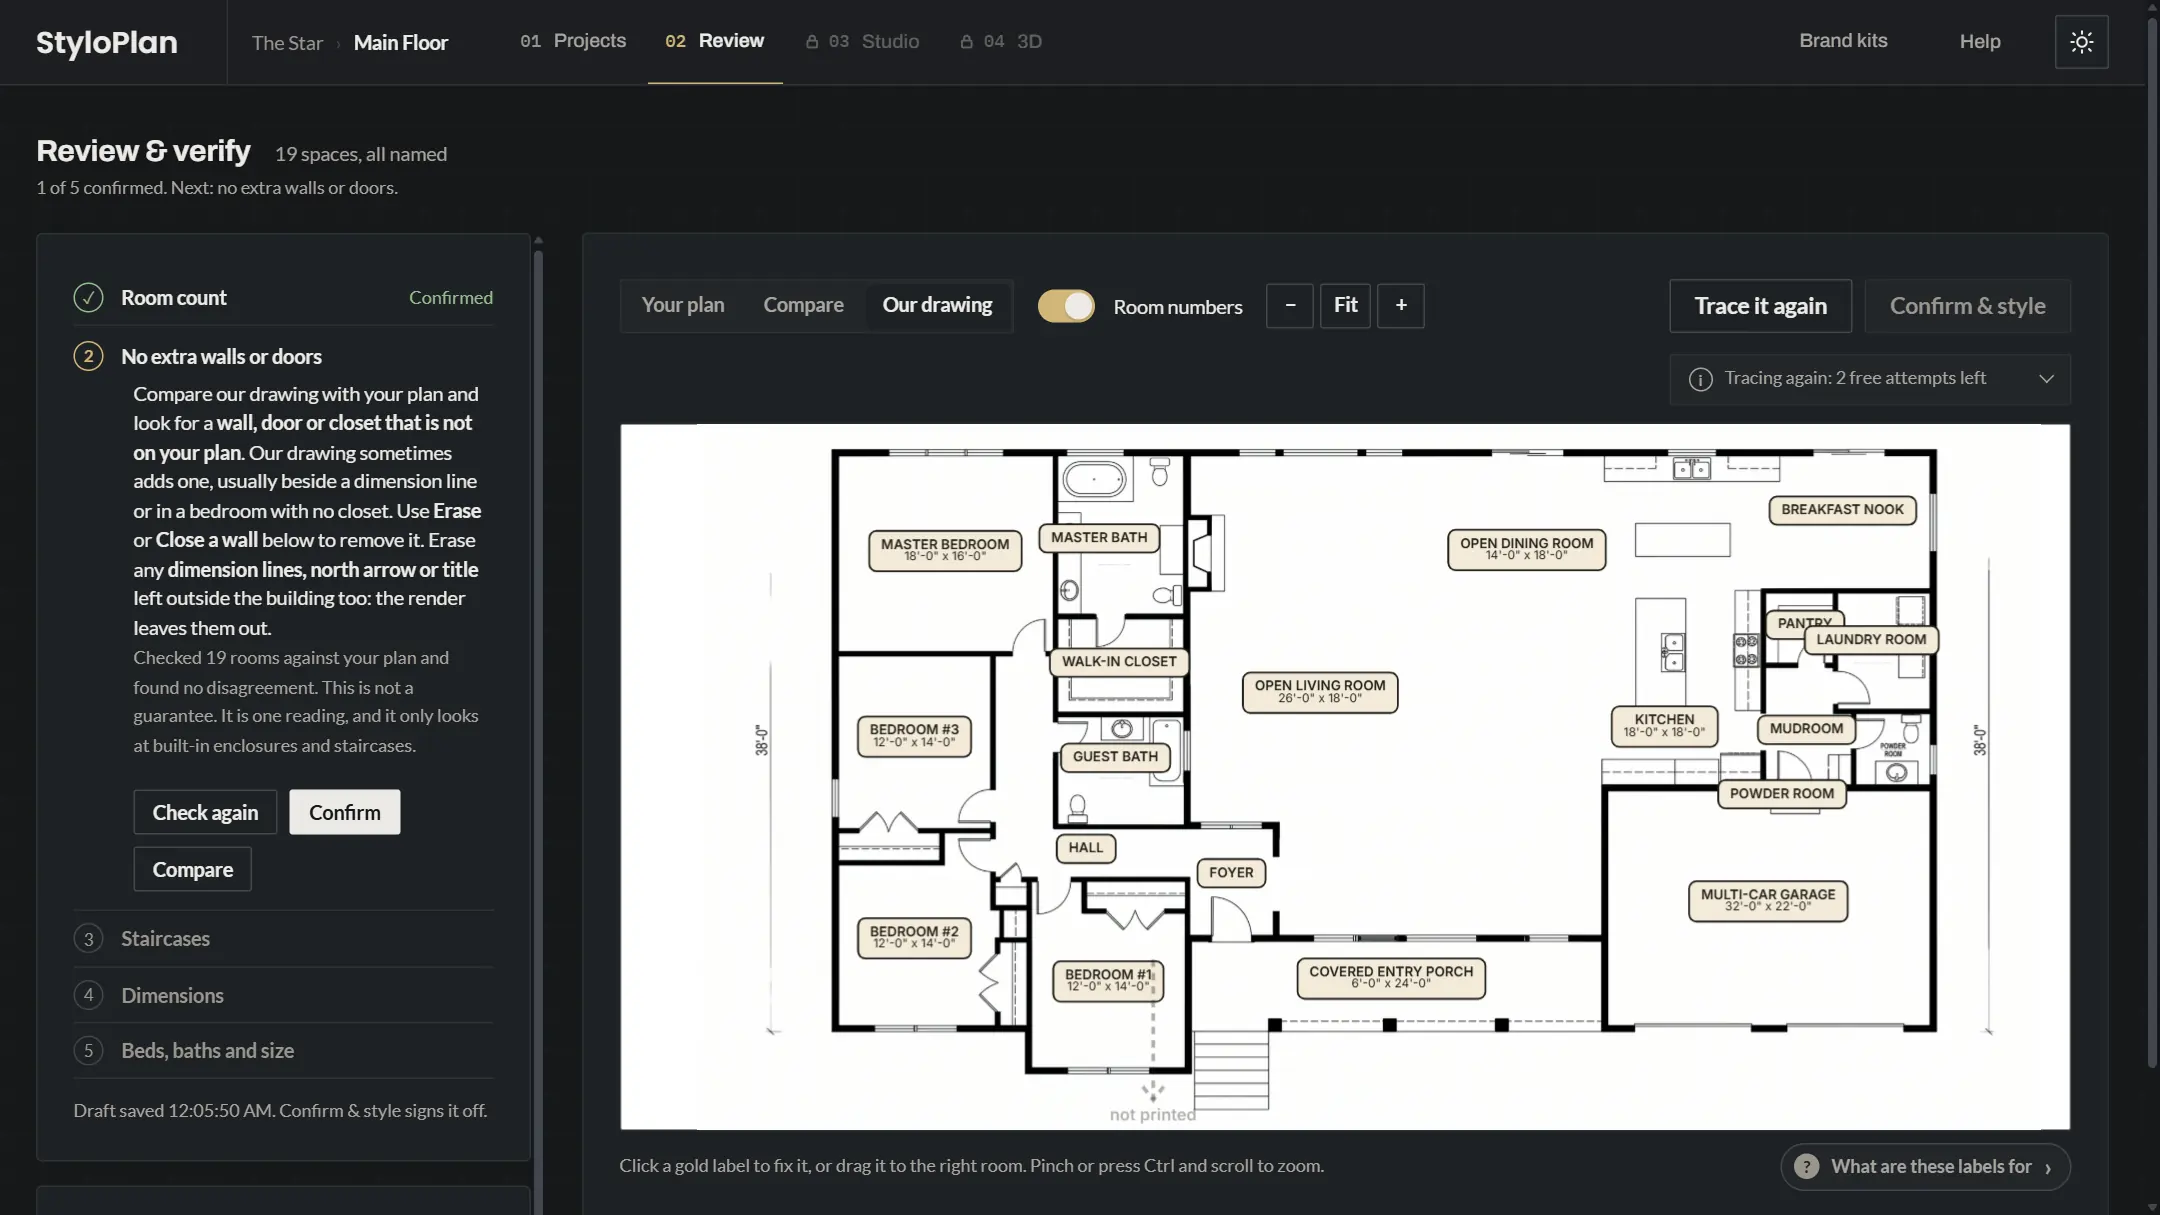 StyloPlan
The Star › Main Floor
01 Projects
02 Review
03 Studio
04 3D
Brand kits
Help
Review & verify
19 spaces, all named
1 of 5 confirmed. Next: no extra walls or doors.
Room count
Confirmed
2 No extra walls or doors
Compare our drawing with your plan and
look for a wall, door or closet that is not
on your plan. Our drawing sometimes
adds one, usually beside a dimension line
or in a bedroom with no closet. Use Erase
or Close a wall below to remove it. Erase
any dimension lines, north arrow or title
left outside the building too: the render
leaves them out.
Checked 19 rooms against your plan and
found no disagreement. This is not a
guarantee. It is one reading, and it only looks
at built-in enclosures and staircases.
Check again
Confirm
Compare
3 Staircases
4 Dimensions
5 Beds, baths and size
Draft saved 12:05:50 AM. Confirm & style signs it off.
Your plan
Compare
Our drawing
Room numbers
−
Fit
+
Trace it again
Confirm & style
Tracing again: 2 free attempts left
MASTER BEDROOM
18'-0" x 16'-0"
MASTER BATH
BREAKFAST NOOK
OPEN DINING ROOM
14'-0" x 18'-0"
PANTRY
LAUNDRY ROOM
WALK-IN CLOSET
OPEN LIVING ROOM
26'-0" x 18'-0"
BEDROOM #3
12'-0" x 14'-0"
KITCHEN
18'-0" x 18'-0"
MUDROOM
38'-0"
38'-0"
GUEST BATH
POWDER
ROOM
POWDER ROOM
HALL
FOYER
MULTI-CAR GARAGE
32'-0" x 22'-0"
BEDROOM #2
12'-0" x 14'-0"
BEDROOM #1
12'-0" x 14'-0"
COVERED ENTRY PORCH
6'-0" x 24'-0"
not printed
Click a gold label to fix it, or drag it to the right room. Pinch or press Ctrl and scroll to zoom.
? What are these labels for ›